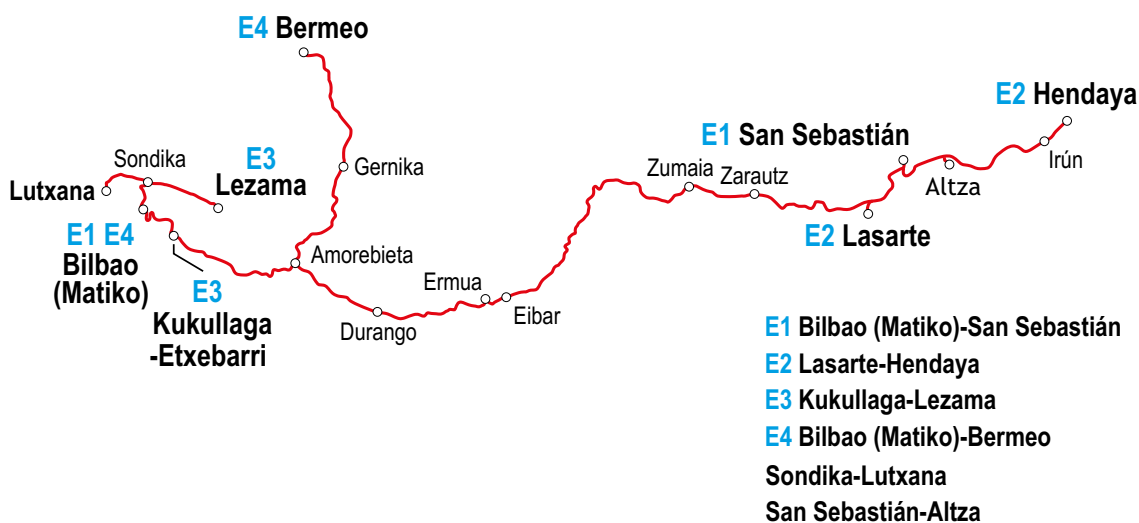 E4 Bermeo
E2 Hendaya
E1 San Sebastián
Sondika
E3
Lezama
Gernika
Irún
Altza
Zumaia
Zarautz
Lutxana
E1 E4
Bilbao
(Matiko)
E2 Lasarte
Amorebieta
E3
Kukullaga
-Etxebarri
Ermua
Eibar
Durango
E1 Bilbao (Matiko)-San Sebastián
E2 Lasarte-Hendaya
E3 Kukullaga-Lezama
E4 Bilbao (Matiko)-Bermeo
Sondika-Lutxana
San Sebastián-Altza